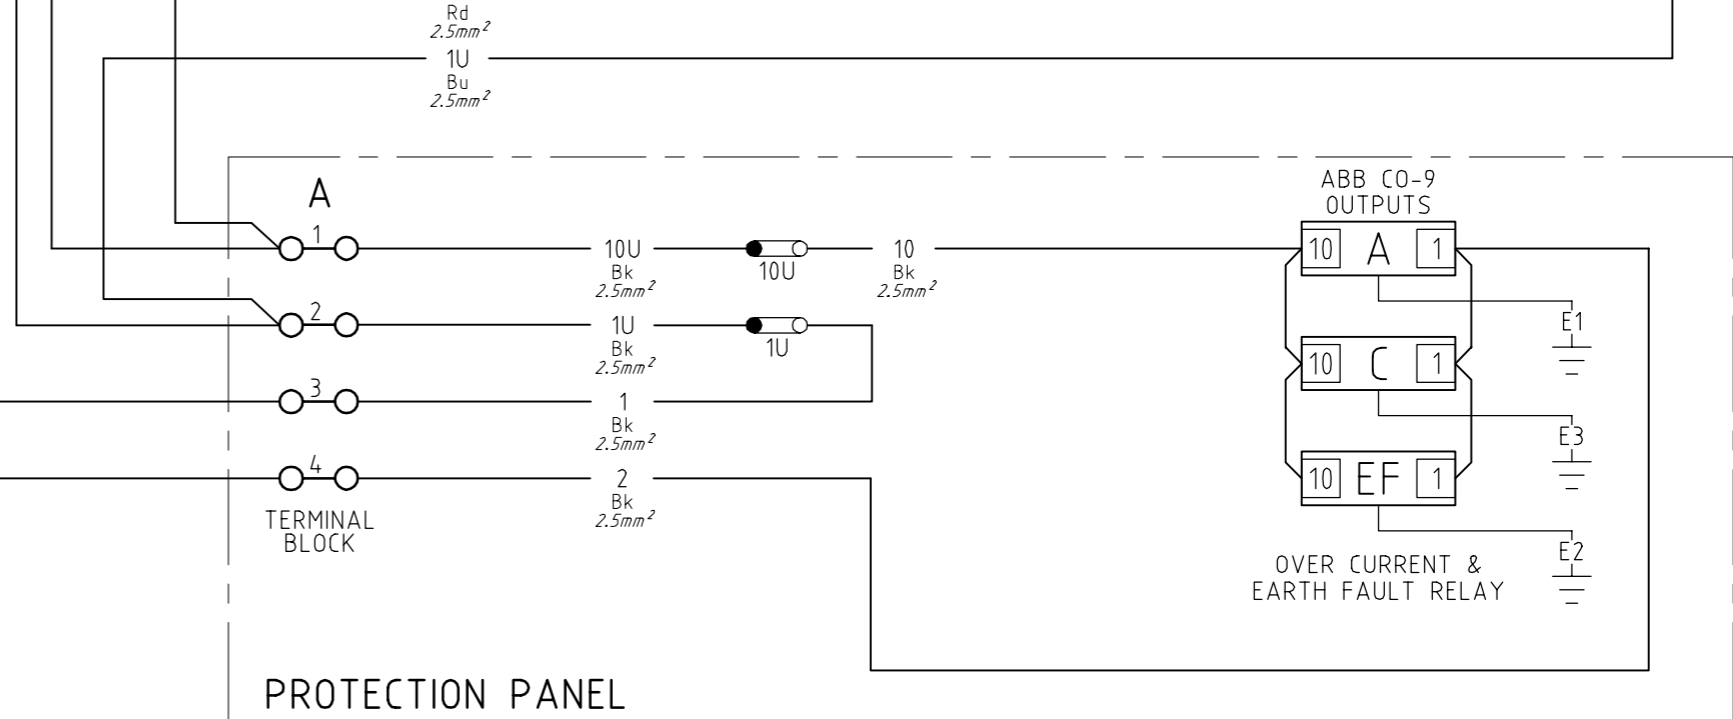 Rd
2.5mm²
1U
Bu
2.5mm²
A
1
10U
Bk
2.5mm²
10U
10
Bk
2.5mm²
ABB CO-9
OUTPUTS
10 A 1
E1
2
1U
Bk
2.5mm²
1U
10 C 1
E3
3
1
Bk
2.5mm²
4
2
Bk
2.5mm²
10 EF 1
E2
TERMINAL
BLOCK
OVER CURRENT &
EARTH FAULT RELAY
PROTECTION PANEL